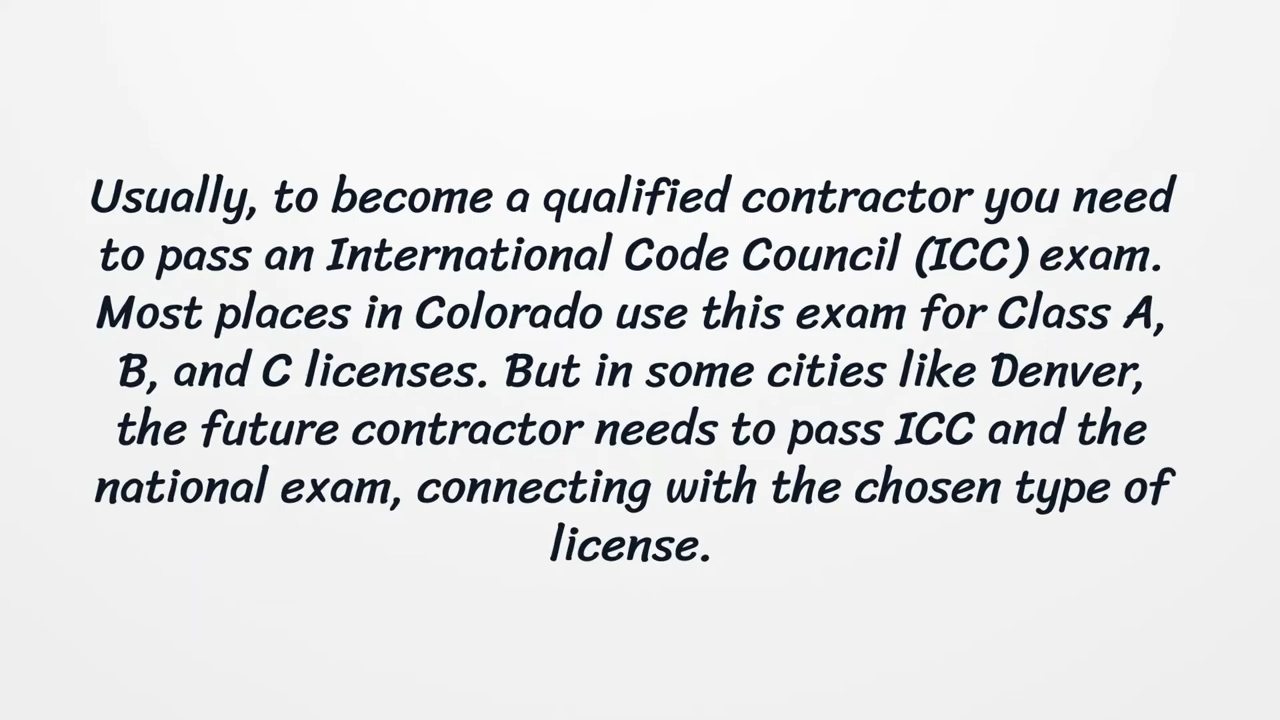 Usually, to become a qualified contractor you need
to pass an International Code Council (ICC) exam.
Most places in Colorado use this exam for Class A,
B, and C licenses. But in some cities like Denver,
the future contractor needs to pass ICC and the
national exam, connecting with the chosen type of
license.